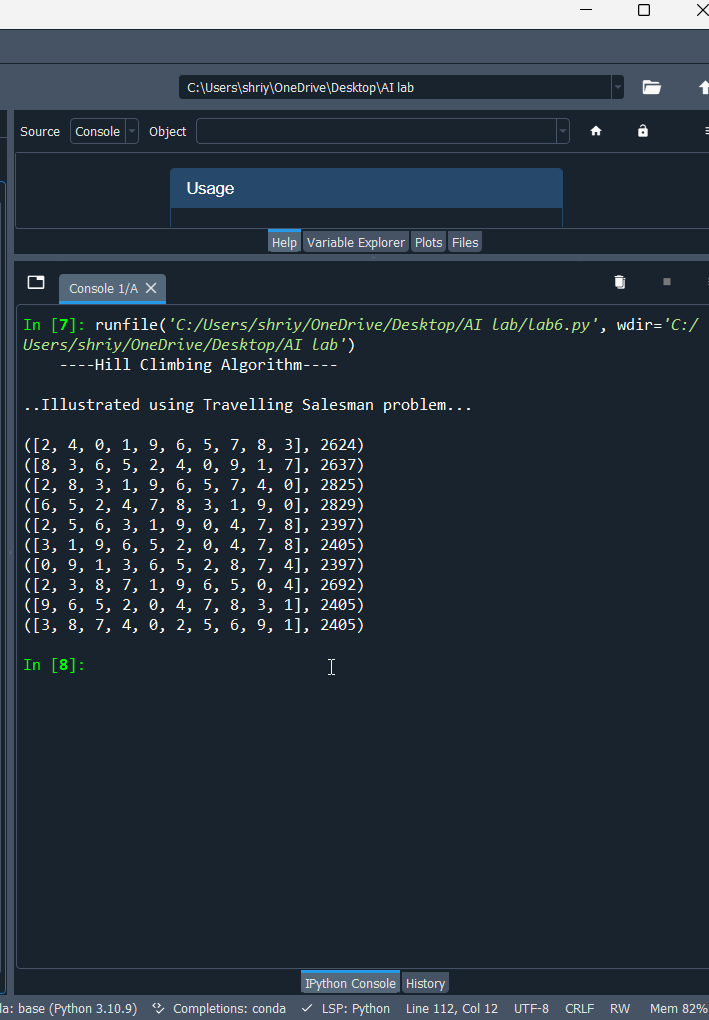 C:\Users\shriy\OneDrive\Desktop\AI lab
Source Console Object
Usage
Help Variable Explorer Plots Files
Console 1/A
In [7]: runfile('C:/Users/shriy/OneDrive/Desktop/AI lab/lab6.py', wdir='C:/
Users/shriy/OneDrive/Desktop/AI lab')
----Hill Climbing Algorithm----
..Illustrated using Travelling Salesman problem...
([2, 4, 0, 1, 9, 6, 5, 7, 8, 3], 2624)
([8, 3, 6, 5, 2, 4, 0, 9, 1, 7], 2637)
([2, 8, 3, 1, 9, 6, 5, 7, 4, 0], 2825)
([6, 5, 2, 4, 7, 8, 3, 1, 9, 0], 2829)
([2, 5, 6, 3, 1, 9, 0, 4, 7, 8], 2397)
([3, 1, 9, 6, 5, 2, 0, 4, 7, 8], 2405)
([0, 9, 1, 3, 6, 5, 2, 8, 7, 4], 2397)
([2, 3, 8, 7, 1, 9, 6, 5, 0, 4], 2692)
([9, 6, 5, 2, 0, 4, 7, 8, 3, 1], 2405)
([3, 8, 7, 4, 0, 2, 5, 6, 9, 1], 2405)
In [8]:
IPython Console History
da: base (Python 3.10.9) Completions: conda LSP: Python Line 112, Col 12 UTF-8 CRLF RW Mem 82%